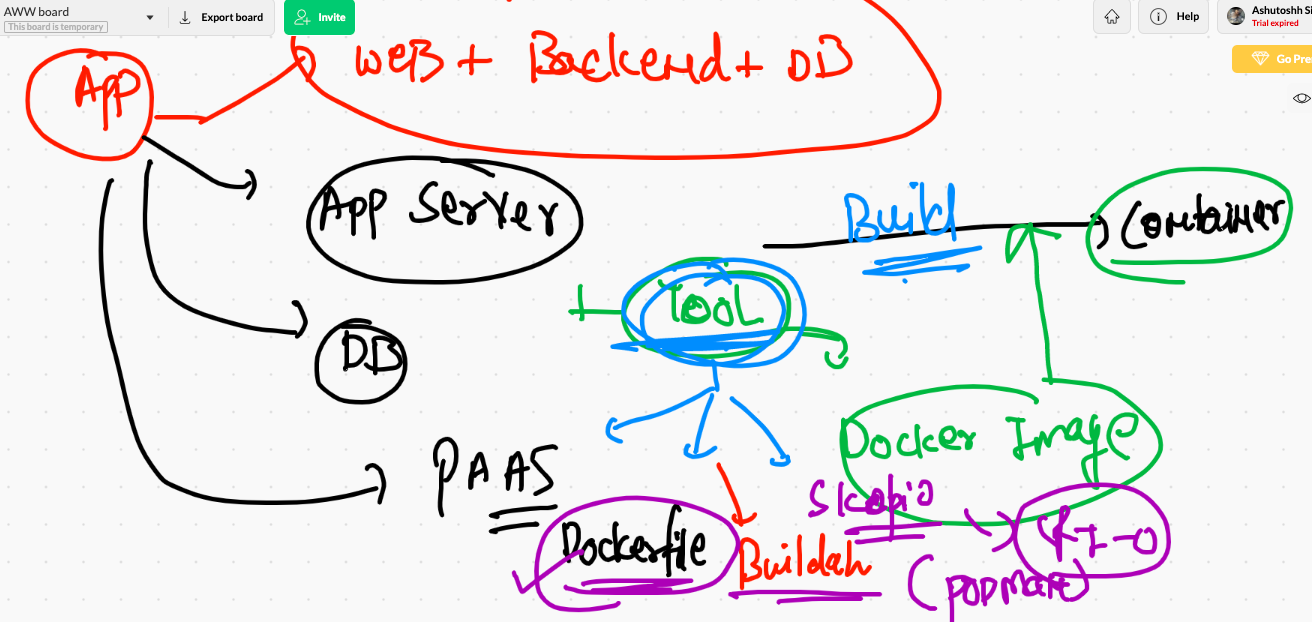 AWW board
This board is temporary
Export board
Invite
Help
Ashutoshh Si
Trial expired
Go Pre
App
WEB + Backend + DB
App Server
Build
Container
TOOL
DB
Docker Image
PAAS
Skopio
CRI-O
Dockerfile
Buildah
(podman)